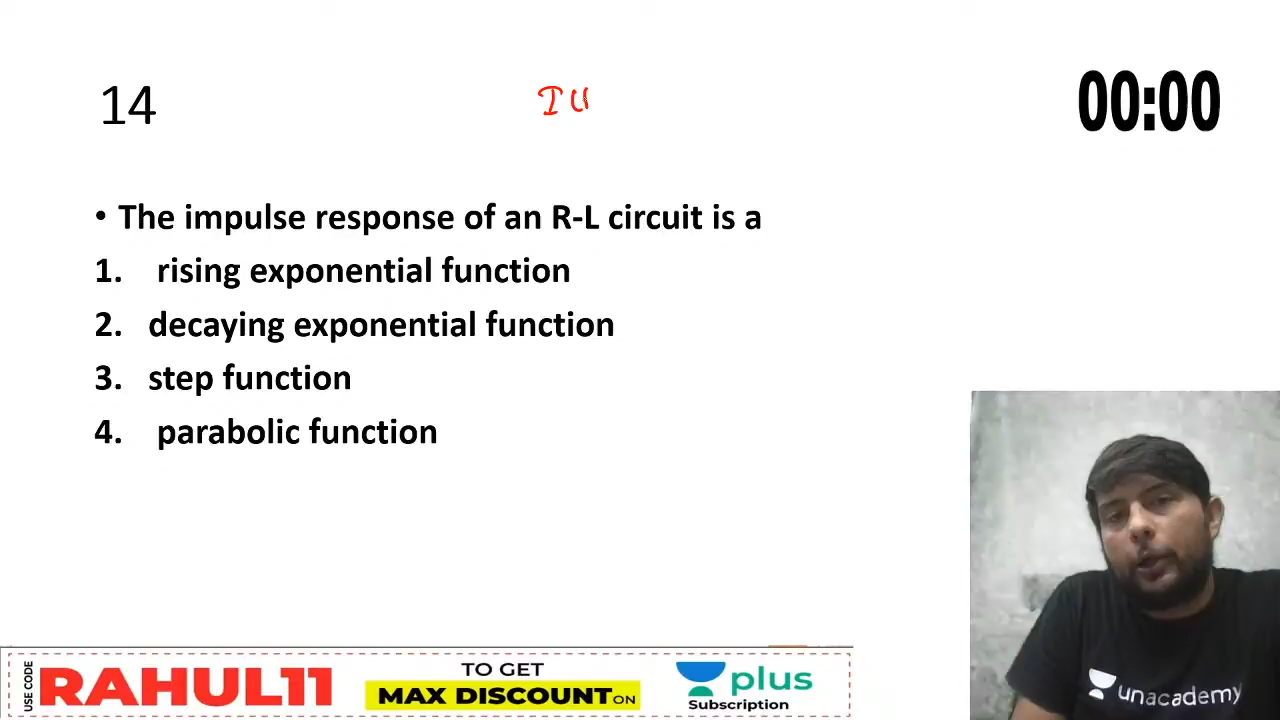 14
00:00
• The impulse response of an R-L circuit is a
1. rising exponential function
2. decaying exponential function
3. step function
4. parabolic function
USE CODE
RAHUL11
TO GET
MAX DISCOUNT ON
plus
Subscription
unacademy